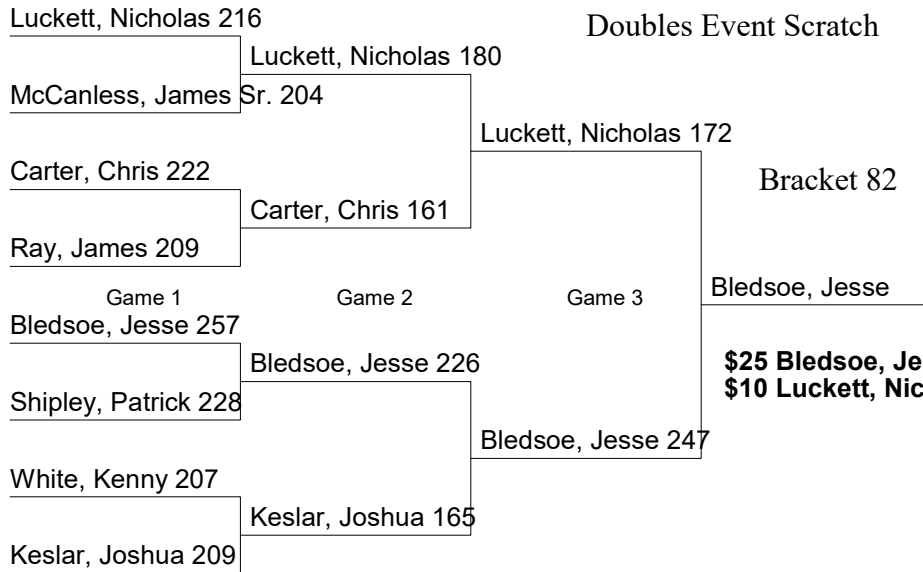 Luckett, Nicholas 216
Doubles Event Scratch
Luckett, Nicholas 180
McCanless, James Sr. 204
Luckett, Nicholas 172
Carter, Chris 222
Bracket 82
Carter, Chris 161
Ray, James 209
Game 1
Game 2
Game 3
Bledsoe, Jesse
Bledsoe, Jesse 257
Bledsoe, Jesse 226
$25 Bledsoe, Je
$10 Luckett, Nic
Shipley, Patrick 228
Bledsoe, Jesse 247
White, Kenny 207
Keslar, Joshua 165
Keslar, Joshua 209